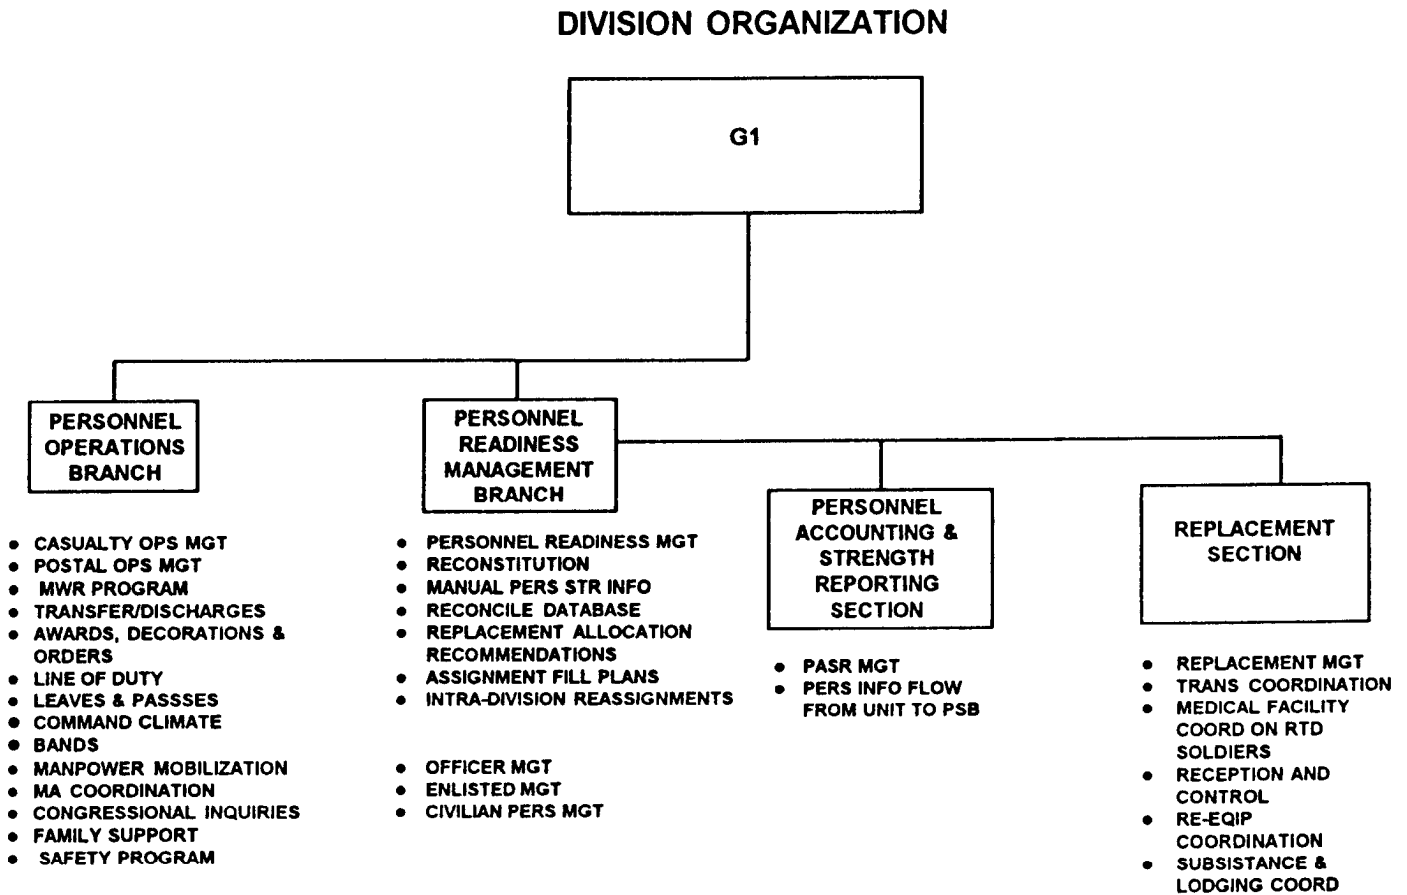 DIVISION ORGANIZATION
G1
PERSONNEL
OPERATIONS
BRANCH
● CASUALTY OPS MGT
● POSTAL OPS MGT
● MWR PROGRAM
● TRANSFER/DISCHARGES
● AWARDS, DECORATIONS &
ORDERS
● LINE OF DUTY
● LEAVES & PASSSES
● COMMAND CLIMATE
● BANDS
● MANPOWER MOBILIZATION
● MA COORDINATION
● CONGRESSIONAL INQUIRIES
● FAMILY SUPPORT
● SAFETY PROGRAM
PERSONNEL
READINESS
MANAGEMENT
BRANCH
● PERSONNEL READINESS MGT
● RECONSTITUTION
● MANUAL PERS STR INFO
● RECONCILE DATABASE
● REPLACEMENT ALLOCATION
RECOMMENDATIONS
● ASSIGNMENT FILL PLANS
● INTRA-DIVISION REASSIGNMENTS
● OFFICER MGT
● ENLISTED MGT
● CIVILIAN PERS MGT
PERSONNEL
ACCOUNTING &
STRENGTH
REPORTING
SECTION
● PASR MGT
● PERS INFO FLOW
FROM UNIT TO PSB
REPLACEMENT
SECTION
● REPLACEMENT MGT
● TRANS COORDINATION
● MEDICAL FACILITY
COORD ON RTD
SOLDIERS
● RECEPTION AND
CONTROL
● RE-EQIP
COORDINATION
● SUBSISTANCE &
LODGING COORD